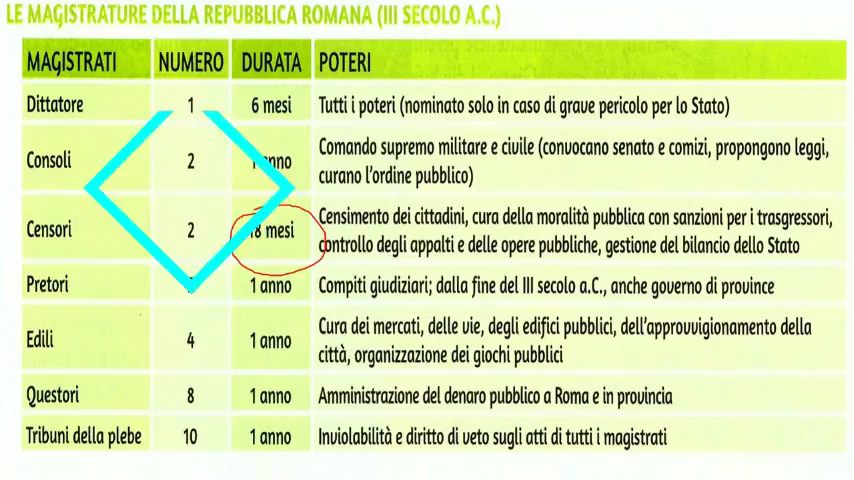 LE MAGISTRATURE DELLA REPUBBLICA ROMANA (III SECOLO A.C.)
MAGISTRATI NUMERO DURATA POTERI
Dittatore 1 6 mesi Tutti i poteri (nominato solo in caso di grave pericolo per lo Stato)
Consoli 2 1 anno Comando supremo militare e civile (convocano senato e comizi, propongono leggi,
curano l'ordine pubblico)
Censori 2 18 mesi Censimento dei cittadini, cura della moralità pubblica con sanzioni per i trasgressori,
controllo degli appalti e delle opere pubbliche, gestione del bilancio dello Stato
Pretori 1 anno Compiti giudiziari; dalla fine del III secolo a.C., anche governo di province
Edili 4 1 anno Cura dei mercati, delle vie, degli edifici pubblici, dell'approvvigionamento della
città, organizzazione dei giochi pubblici
Questori 8 1 anno Amministrazione del denaro pubblico a Roma e in provincia
Tribuni della plebe 10 1 anno Inviolabilità e diritto di veto sugli atti di tutti i magistrati